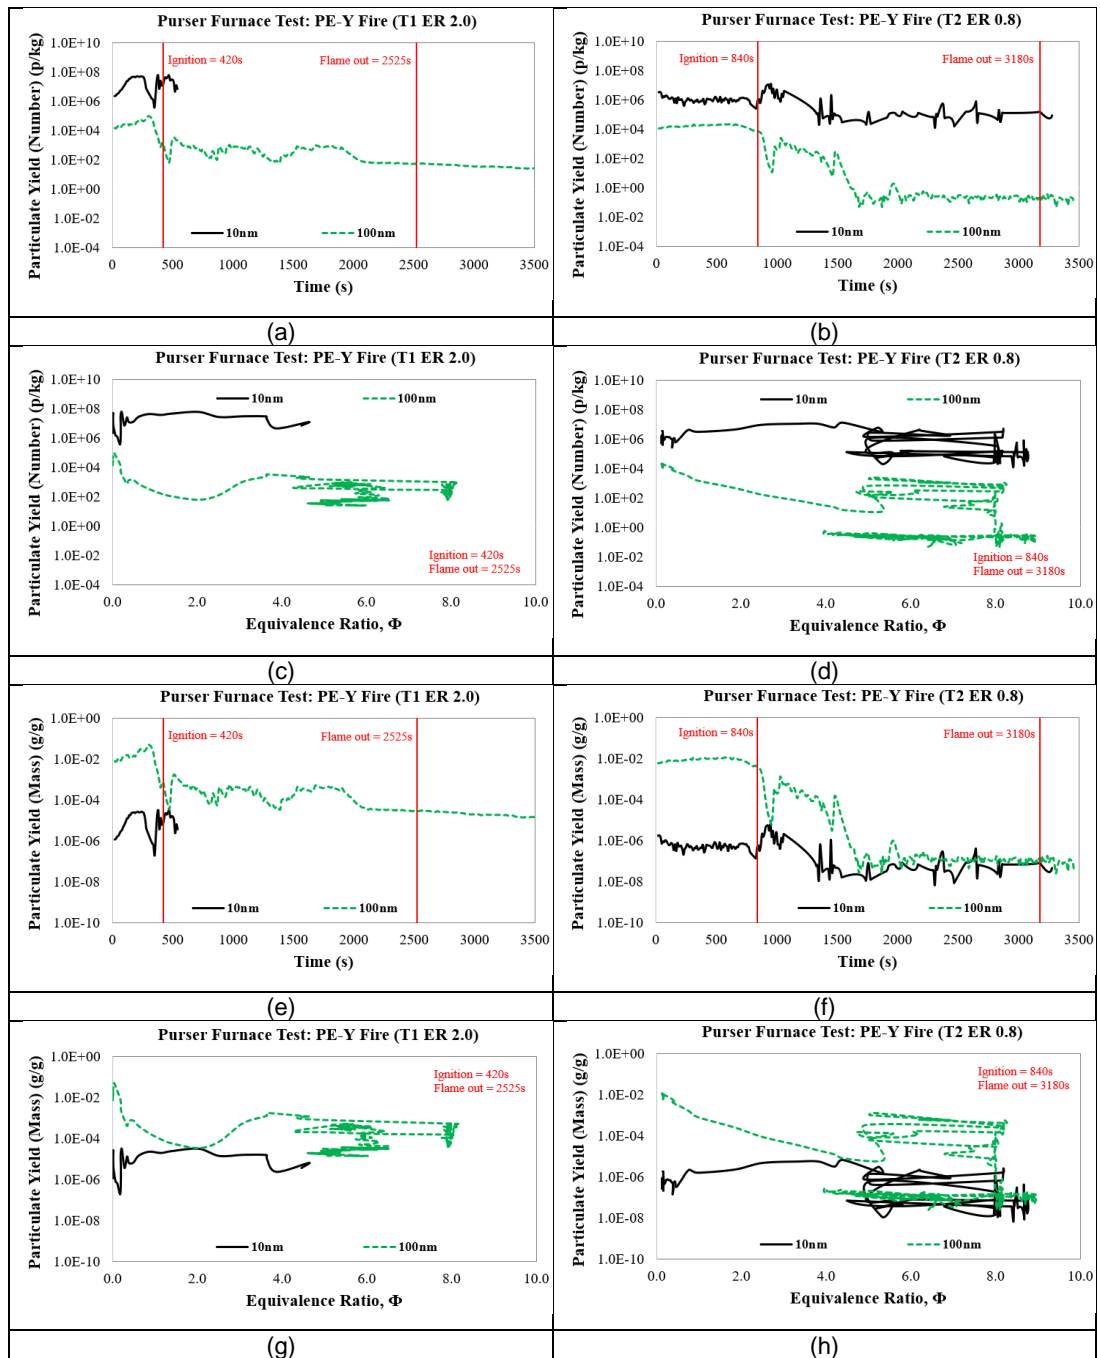 Purser Furnace Test: PE-Y Fire (T1 ER 2.0)
Particulate Yield (Number) (p/kg)
1.0E+10
1.0E+08
1.0E+06
1.0E+04
1.0E+02
1.0E+00
1.0E-02
1.0E-04
Ignition = 420s
Flame out = 2525s
10nm
100nm
0
500
1000
1500
2000
2500
3000
3500
Time (s)
(a)
Purser Furnace Test: PE-Y Fire (T2 ER 0.8)
Particulate Yield (Number) (p/kg)
1.0E+10
1.0E+08
1.0E+06
1.0E+04
1.0E+02
1.0E+00
1.0E-02
1.0E-04
Ignition = 840s
Flame out = 3180s
10nm
100nm
0
500
1000
1500
2000
2500
3000
3500
Time (s)
(b)
Purser Furnace Test: PE-Y Fire (T1 ER 2.0)
Particulate Yield (Number) (p/kg)
1.0E+10
1.0E+08
1.0E+06
1.0E+04
1.0E+02
1.0E+00
1.0E-02
1.0E-04
10nm
100nm
Ignition = 420s
Flame out = 2525s
0.0
2.0
4.0
6.0
8.0
10.0
Equivalence Ratio, Φ
(c)
Purser Furnace Test: PE-Y Fire (T2 ER 0.8)
Particulate Yield (Number) (p/kg)
1.0E+10
1.0E+08
1.0E+06
1.0E+04
1.0E+02
1.0E+00
1.0E-02
1.0E-04
10nm
100nm
Ignition = 840s
Flame out = 3180s
0.0
2.0
4.0
6.0
8.0
10.0
Equivalence Ratio, Φ
(d)
Purser Furnace Test: PE-Y Fire (T1 ER 2.0)
Particulate Yield (Mass) (g/g)
1.0E+00
1.0E-02
1.0E-04
1.0E-06
1.0E-08
1.0E-10
Ignition = 420s
Flame out = 2525s
10nm
100nm
0
500
1000
1500
2000
2500
3000
3500
Time (s)
(e)
Purser Furnace Test: PE-Y Fire (T2 ER 0.8)
Particulate Yield (Mass) (g/g)
1.0E+00
1.0E-02
1.0E-04
1.0E-06
1.0E-08
1.0E-10
Ignition = 840s
Flame out = 3180s
10nm
100nm
0
500
1000
1500
2000
2500
3000
3500
Time (s)
(f)
Purser Furnace Test: PE-Y Fire (T1 ER 2.0)
Particulate Yield (Mass) (g/g)
1.0E+00
1.0E-02
1.0E-04
1.0E-06
1.0E-08
1.0E-10
Ignition = 420s
Flame out = 2525s
10nm
100nm
0.0
2.0
4.0
6.0
8.0
10.0
Equivalence Ratio, Φ
(g)
Purser Furnace Test: PE-Y Fire (T2 ER 0.8)
Particulate Yield (Mass) (g/g)
1.0E+00
1.0E-02
1.0E-04
1.0E-06
1.0E-08
1.0E-10
Ignition = 840s
Flame out = 3180s
10nm
100nm
0.0
2.0
4.0
6.0
8.0
10.0
Equivalence Ratio, Φ
(h)